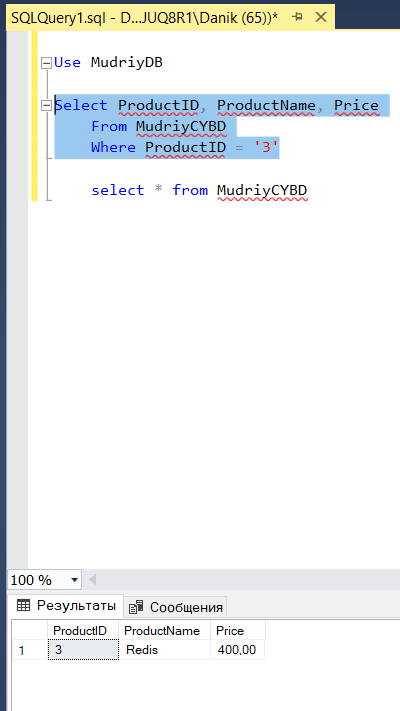 SQLQuery1.sql - D...JUQ8R1\Danik (65))*
Use MudriyDB
Select ProductID, ProductName, Price
From MudriyCYBD
Where ProductID = '3'
select * from MudriyCYBD
100 %
Результаты Сообщения
ProductID ProductName Price
1 3 Redis 400,00